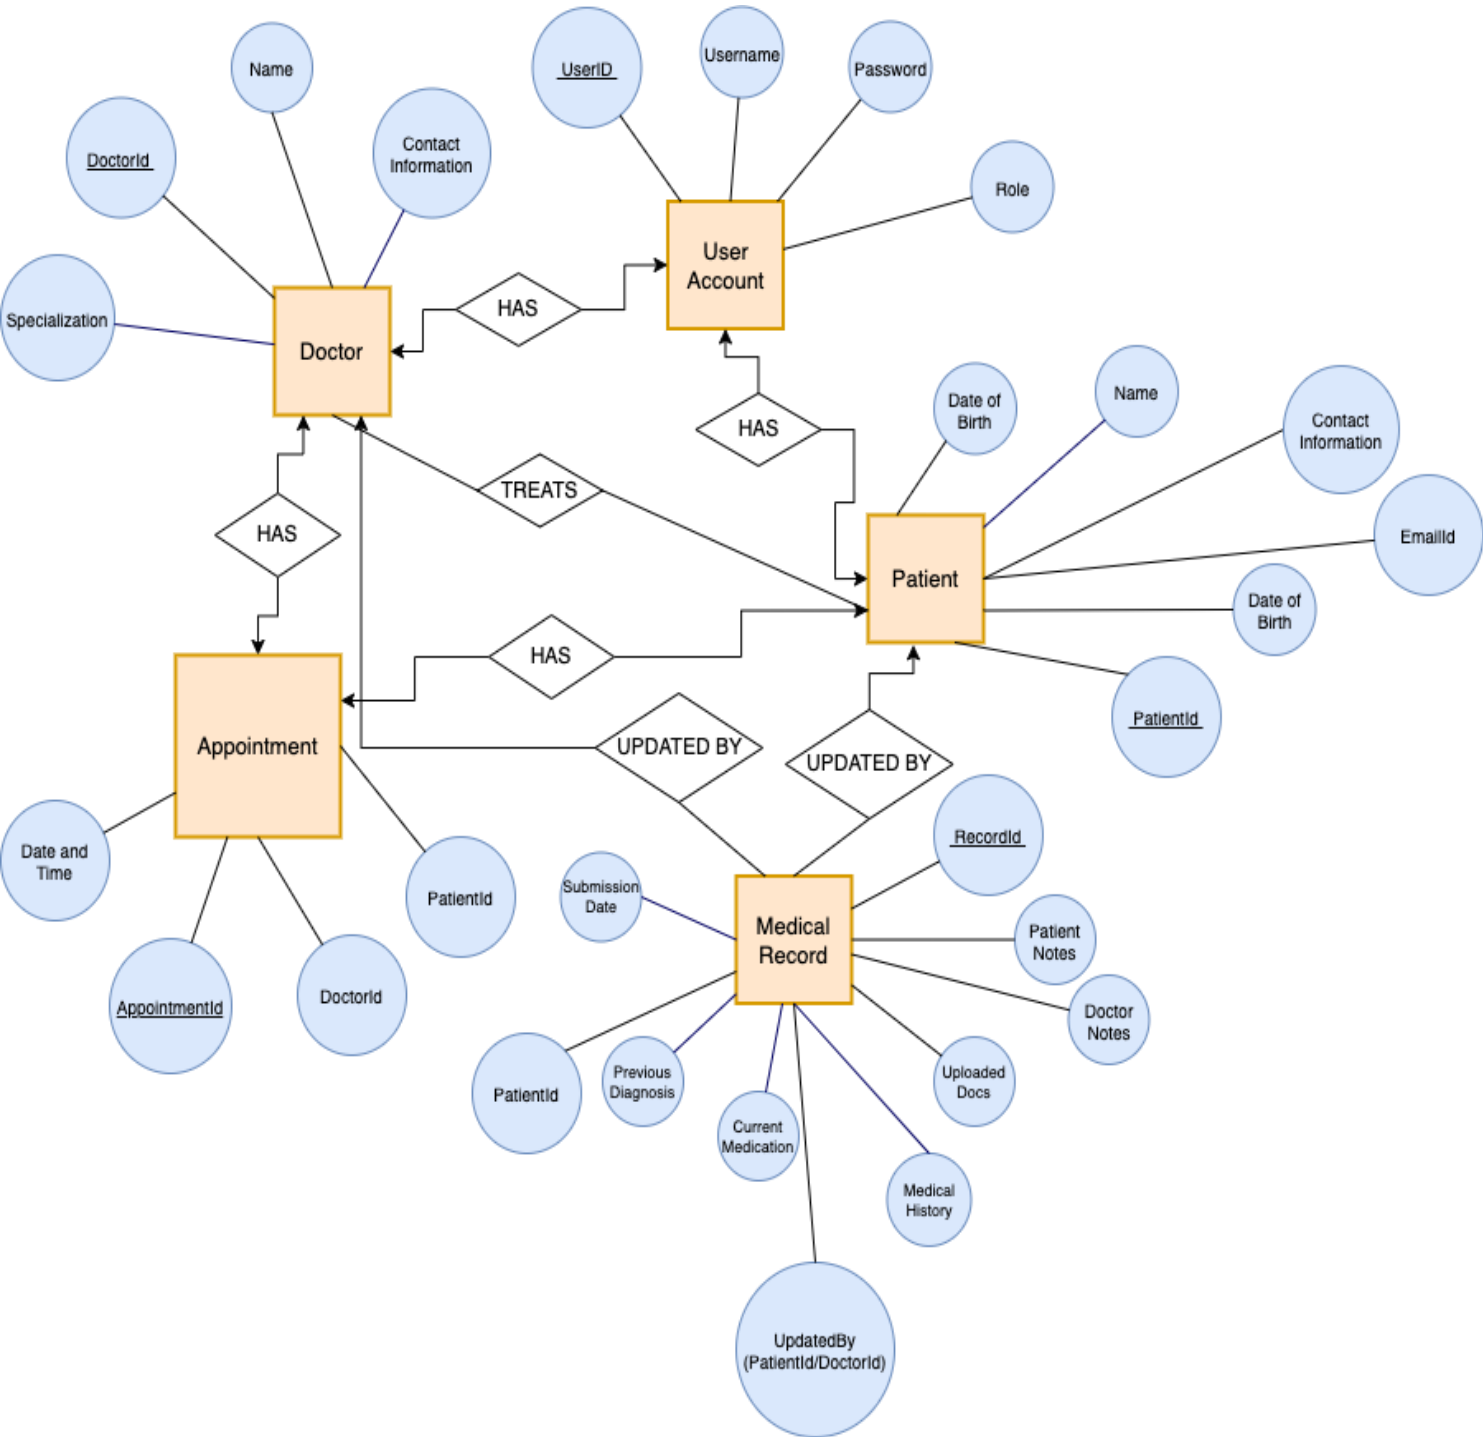 Name
DoctorId
Contact
Information
Specialization
Doctor
UserID
Username
Password
Role
User
Account
HAS
HAS
Date of
Birth
Name
Contact
Information
EmailId
Date of
Birth
PatientId
Patient
TREATS
HAS
HAS
UPDATED BY
UPDATED BY
Appointment
Date and
Time
AppointmentId
DoctorId
PatientId
Medical
Record
RecordId
Submission
Date
Patient
Notes
Doctor
Notes
Uploaded
Docs
PatientId
Previous
Diagnosis
Current
Medication
Medical
History
UpdatedBy
(PatientId/DoctorId)